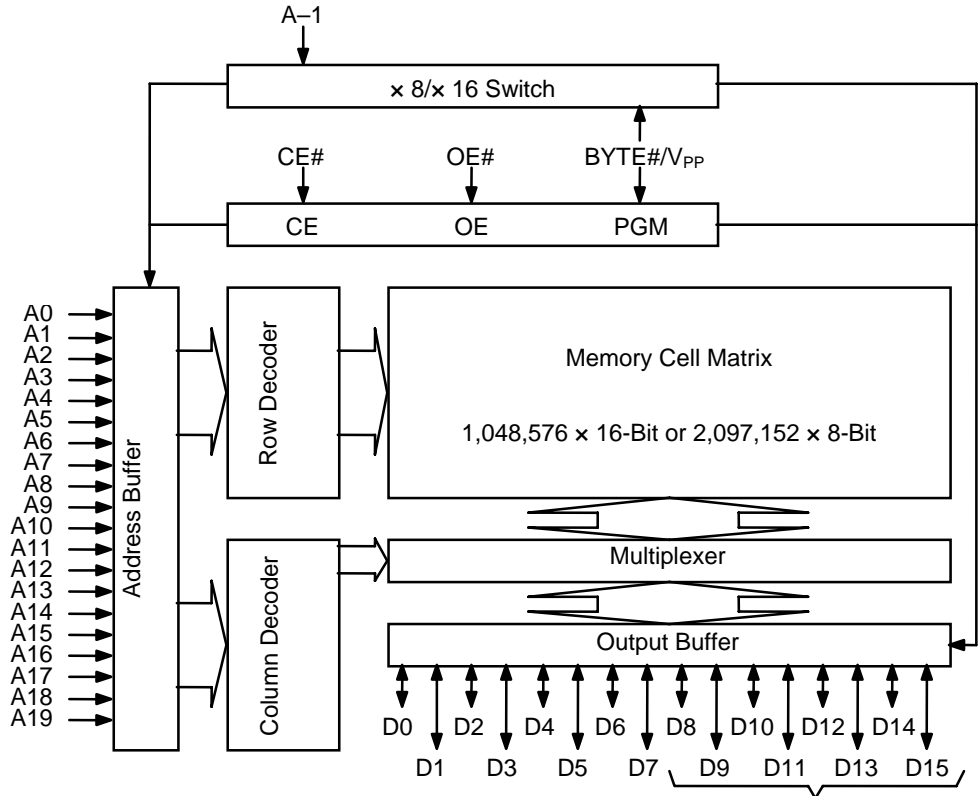 A–1
× 8/× 16 Switch
CE#
OE#
BYTE#/VPP
CE
OE
PGM
A0
A1
A2
A3
A4
A5
A6
A7
A8
A9
A10
A11
A12
A13
A14
A15
A16
A17
A18
A19
Address Buffer
Row Decoder
Memory Cell Matrix
1,048,576 × 16-Bit or 2,097,152 × 8-Bit
Column Decoder
Multiplexer
Output Buffer
D0 D2 D4 D6 D8 D10 D12 D14
D1 D3 D5 D7 D9 D11 D13 D15